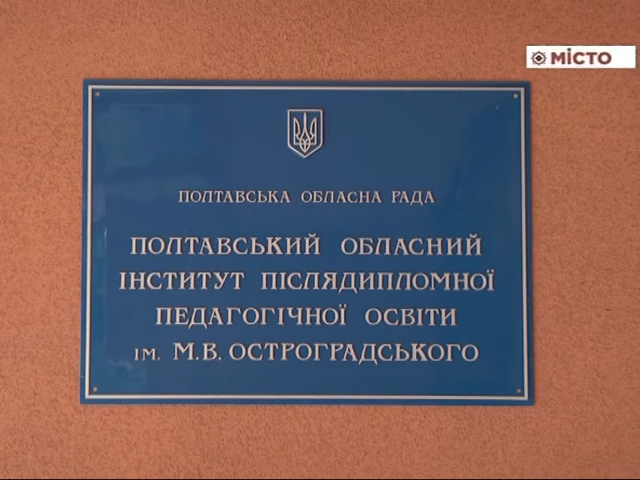 МІСТО
ПОЛТАВСЬКА ОБЛАСНА РАДА
ПОЛТАВСЬКИЙ ОБЛАСНИЙ
ІНСТИТУТ ПІСЛЯДИПЛОМНОЇ
ПЕДАГОГІЧНОЇ ОСВІТИ
ІМ. М.В. ОСТРОГРАДСЬКОГО